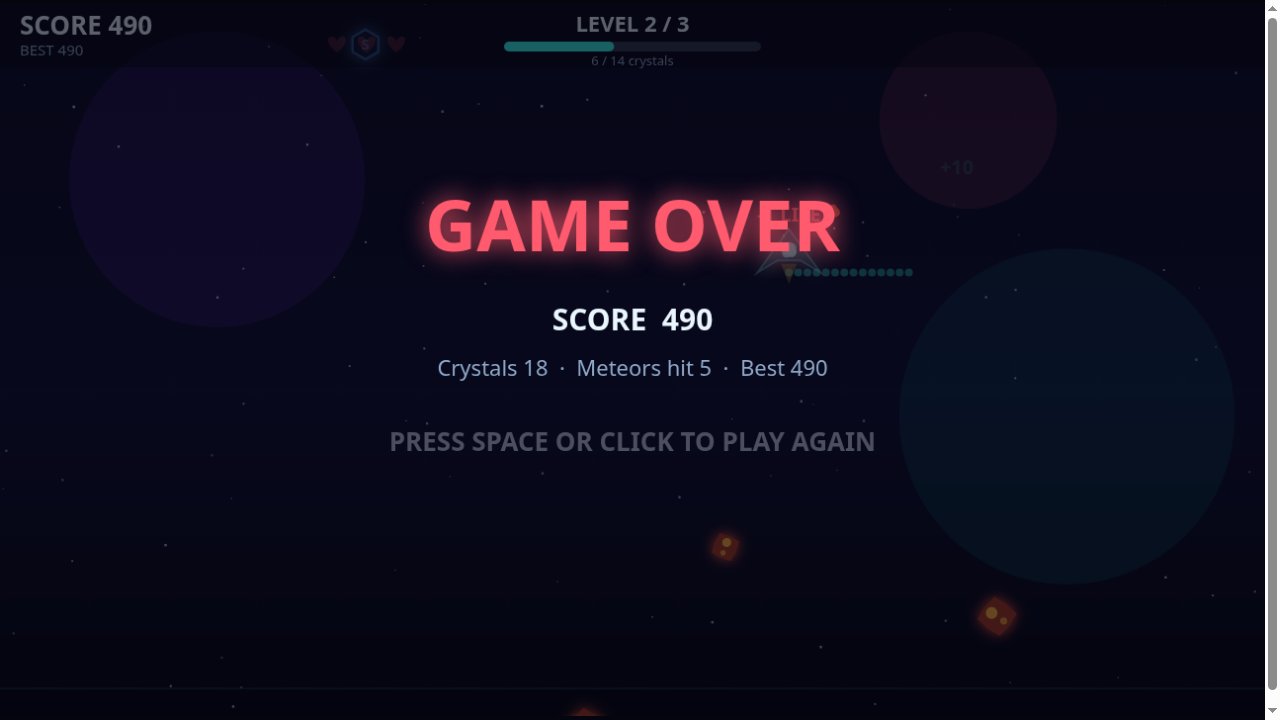 SCORE 490
BEST 490
S
LEVEL 2 / 3
6 / 14 crystals
+10
GAME OVER
SCORE 490
Crystals 18 · Meteors hit 5 · Best 490
PRESS SPACE OR CLICK TO PLAY AGAIN